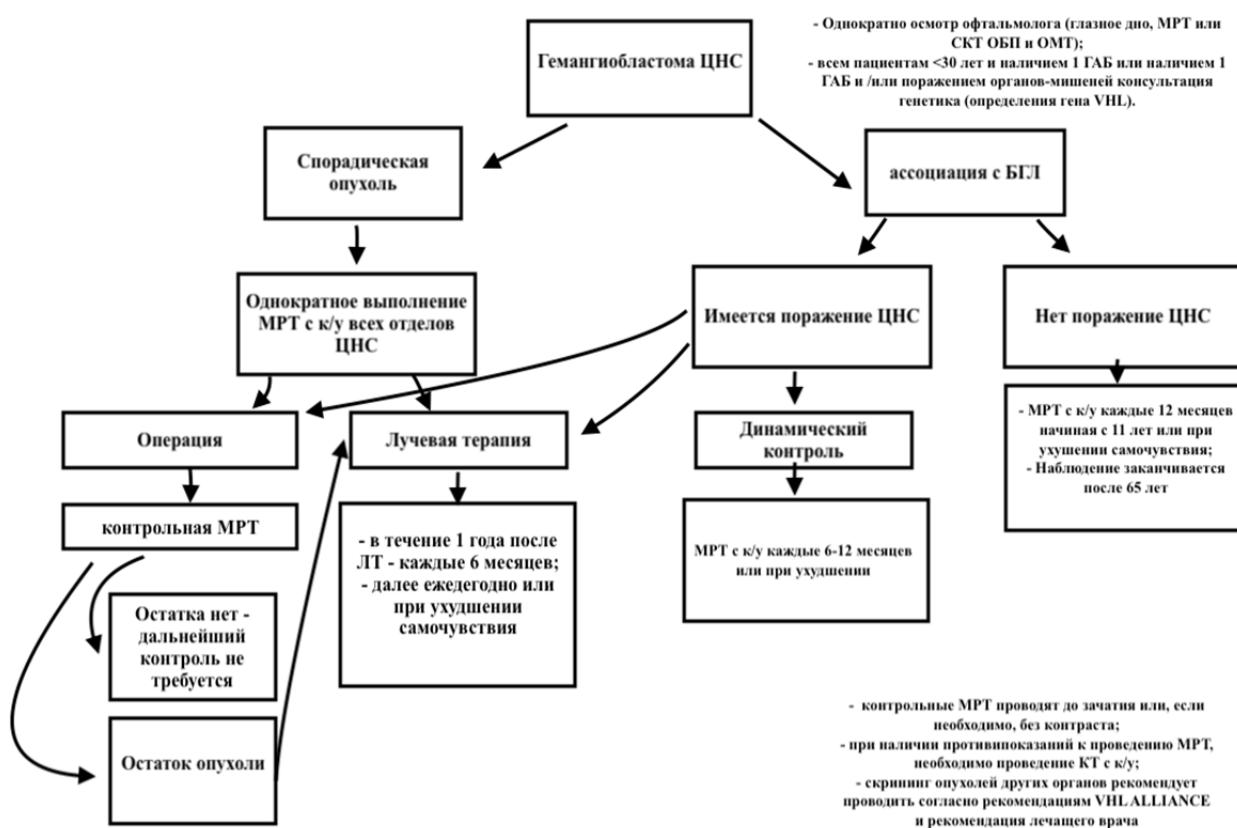 Гемангиобластома ЦНС
- Однократно осмотр офтальмолога (глазное дно, МРТ или
СКТ ОБП и ОМТ);
- всем пациентам <30 лет и наличием 1 ГАБ или наличием 1
ГАБ и /или поражением органов-мишеней консультация
генетика (определения гена VHL).
Спорадическая
опухоль
ассоциация с БГЛ
Однократное выполнение
МРТ с к/у всех отделов
ЦНС
Имеется поражение ЦНС
Нет поражение ЦНС
Операция
Лучевая терапия
Динамический
контроль
- МРТ с к/у каждые 12 месяцев
начиная с 11 лет или при
ухушении самочувствия;
- Наблюдение заканчивается
после 65 лет
контрольная МРТ
- в течение 1 года после
ЛТ - каждые 6 месяцев;
- далее ежедегодно или
при ухудшении
самочувствия
МРТ с к/у каждые 6-12 месяцев
или при ухудшении
Остатка нет -
дальнейший
контроль не
требуется
Остаток опухоли
- контрольные МРТ проводят до зачатия или, если
необходимо, без контраста;
- при наличии противипоказаний к проведению МРТ,
необходимо проведение КТ с к/у;
- скрининг опухолей других органов рекомендует
проводить согласно рекомендациям VHL ALLIANCE
и рекомендация лечащего врача